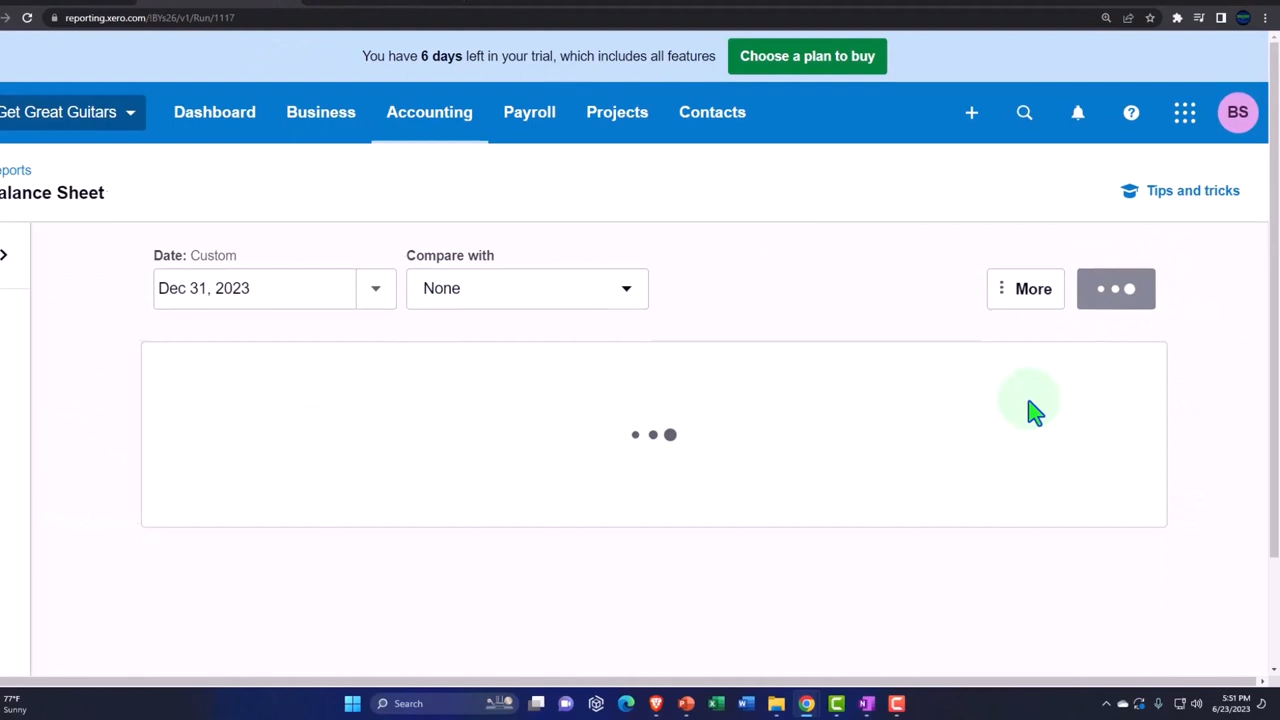 reporting.xero.com/!BYs26/v1/Run/1117
You have 6 days left in your trial, which includes all features
Choose a plan to buy
Get Great Guitars
Dashboard
Business
Accounting
Payroll
Projects
Contacts
BS
eports
alance Sheet
Tips and tricks
Date: Custom
Compare with
Dec 31, 2023
None
More
77°F
Sunny
Search
5:51 PM
6/23/2023